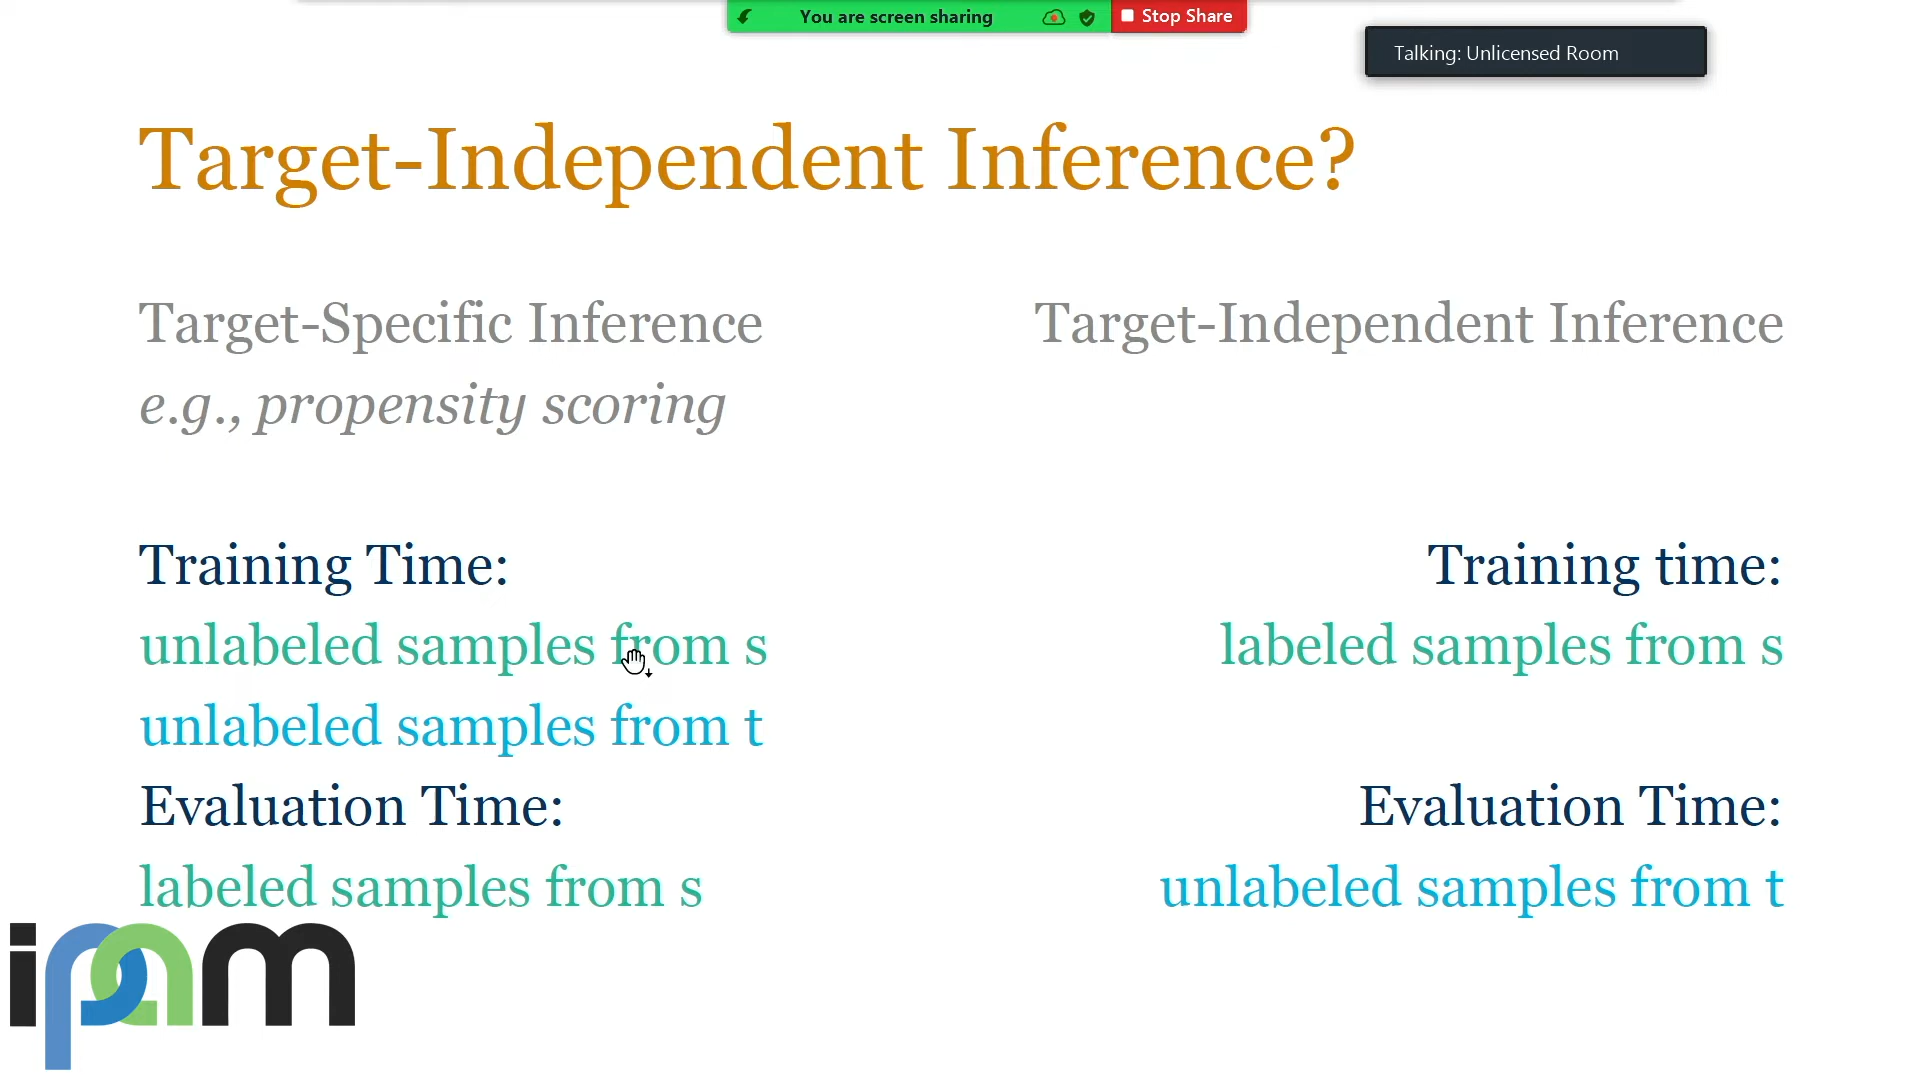 You are screen sharing
Stop Share
Talking: Unlicensed Room
Target-Independent Inference?
Target-Specific Inference
e.g., propensity scoring
Training Time:
unlabeled samples from s
unlabeled samples from t
Evaluation Time:
labeled samples from s
Target-Independent Inference
Training time:
labeled samples from s
Evaluation Time:
unlabeled samples from t
ipam